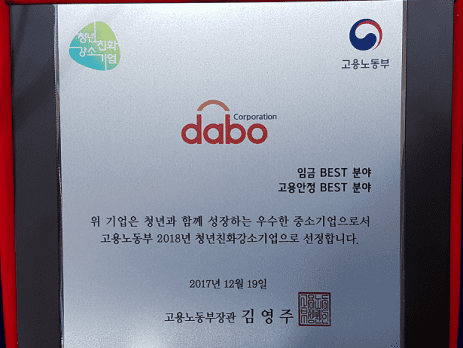 청년
친화
강소
기업
고용노동부
dabo
Corporation
임금 BEST 분야
고용안정 BEST 분야
위 기업은 청년과 함께 성장하는 우수한 중소기업으로서
고용노동부 2018년 청년친화강소기업으로 선정합니다.
2017년 12월 19일
고용노동부장관 김영주